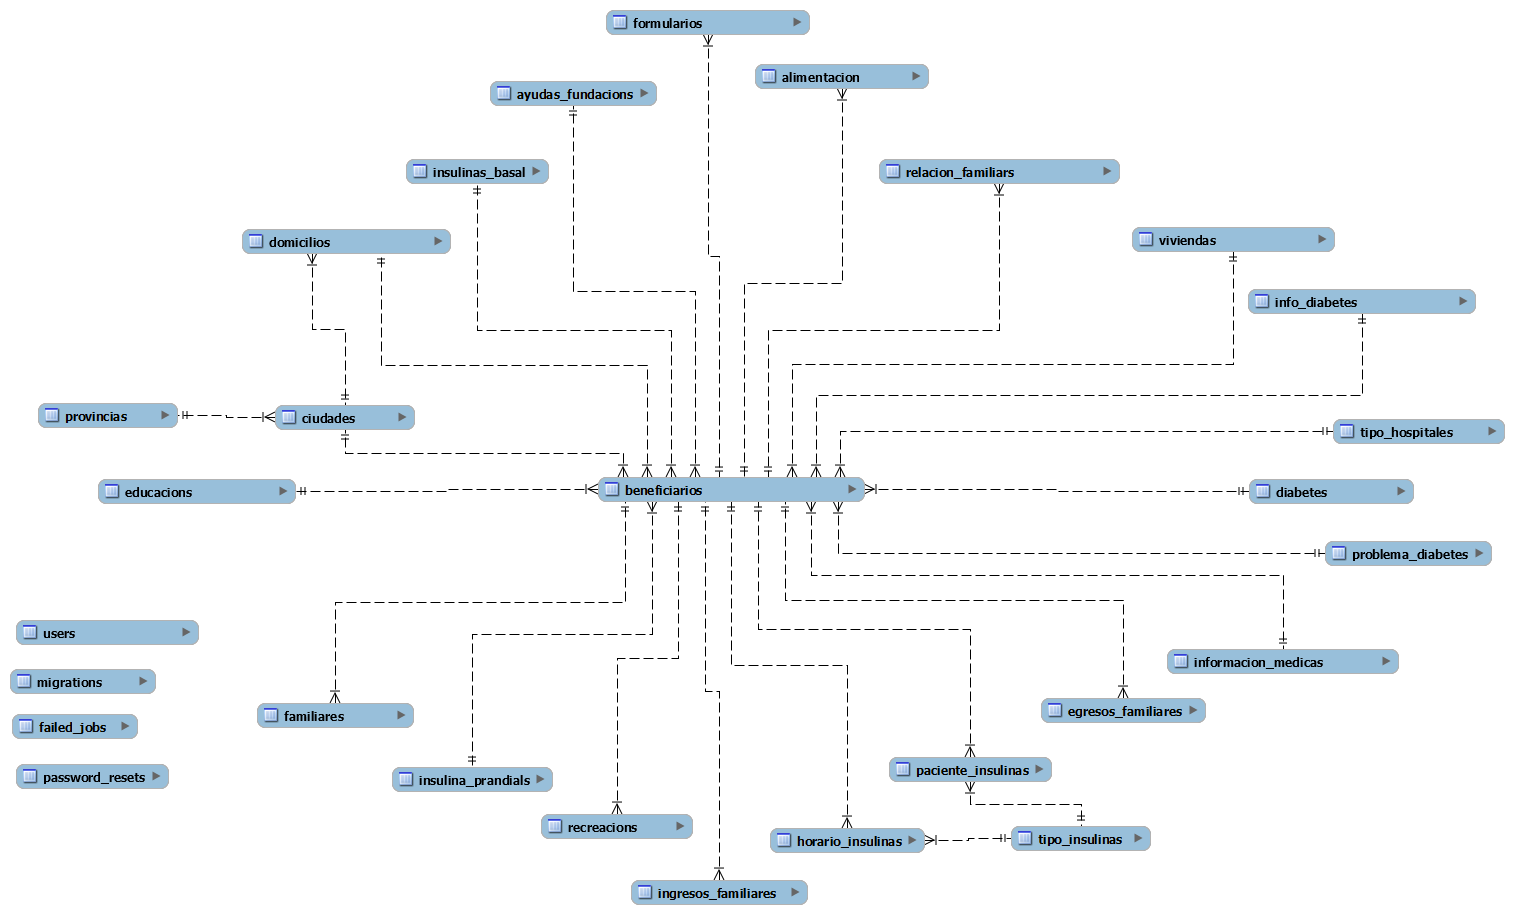 formularios
alimentacion
ayudas_fundacions
insulinas_basal
relacion_familiars
domicilios
viviendas
info_diabetes
provincias
ciudades
tipo_hospitales
educacions
beneficiarios
diabetes
problema_diabetes
users
informacion_medicas
migrations
familiares
egresos_familiares
failed_jobs
password_resets
insulina_prandials
paciente_insulinas
recreacions
horario_insulinas
tipo_insulinas
ingresos_familiares